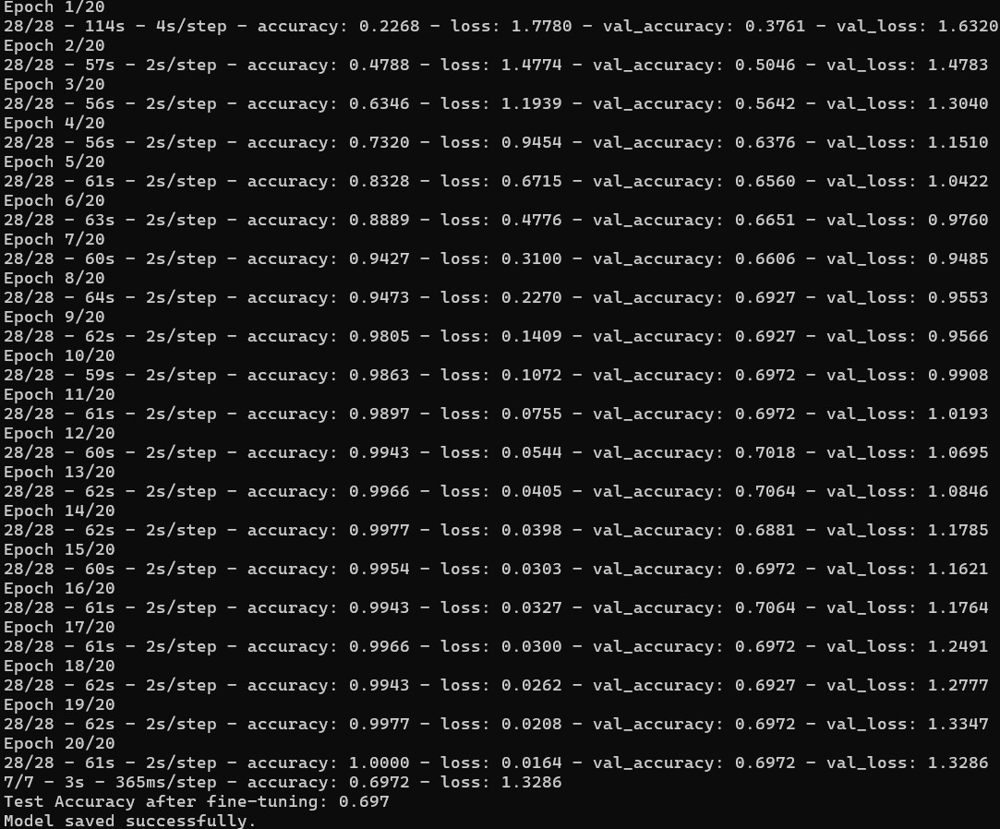 Epoch 1/20
28/28 - 114s - 4s/step - accuracy: 0.2268 - loss: 1.7780 - val_accuracy: 0.3761 - val_loss: 1.6320
Epoch 2/20
28/28 - 57s - 2s/step - accuracy: 0.4788 - loss: 1.4774 - val_accuracy: 0.5046 - val_loss: 1.4783
Epoch 3/20
28/28 - 56s - 2s/step - accuracy: 0.6346 - loss: 1.1939 - val_accuracy: 0.5642 - val_loss: 1.3040
Epoch 4/20
28/28 - 56s - 2s/step - accuracy: 0.7320 - loss: 0.9454 - val_accuracy: 0.6376 - val_loss: 1.1510
Epoch 5/20
28/28 - 61s - 2s/step - accuracy: 0.8328 - loss: 0.6715 - val_accuracy: 0.6560 - val_loss: 1.0422
Epoch 6/20
28/28 - 63s - 2s/step - accuracy: 0.8889 - loss: 0.4776 - val_accuracy: 0.6651 - val_loss: 0.9760
Epoch 7/20
28/28 - 60s - 2s/step - accuracy: 0.9427 - loss: 0.3100 - val_accuracy: 0.6606 - val_loss: 0.9485
Epoch 8/20
28/28 - 64s - 2s/step - accuracy: 0.9473 - loss: 0.2270 - val_accuracy: 0.6927 - val_loss: 0.9553
Epoch 9/20
28/28 - 62s - 2s/step - accuracy: 0.9805 - loss: 0.1409 - val_accuracy: 0.6927 - val_loss: 0.9566
Epoch 10/20
28/28 - 59s - 2s/step - accuracy: 0.9863 - loss: 0.1072 - val_accuracy: 0.6972 - val_loss: 0.9908
Epoch 11/20
28/28 - 61s - 2s/step - accuracy: 0.9897 - loss: 0.0755 - val_accuracy: 0.6972 - val_loss: 1.0193
Epoch 12/20
28/28 - 60s - 2s/step - accuracy: 0.9943 - loss: 0.0544 - val_accuracy: 0.7018 - val_loss: 1.0695
Epoch 13/20
28/28 - 62s - 2s/step - accuracy: 0.9966 - loss: 0.0405 - val_accuracy: 0.7064 - val_loss: 1.0846
Epoch 14/20
28/28 - 62s - 2s/step - accuracy: 0.9977 - loss: 0.0398 - val_accuracy: 0.6881 - val_loss: 1.1785
Epoch 15/20
28/28 - 60s - 2s/step - accuracy: 0.9954 - loss: 0.0303 - val_accuracy: 0.6972 - val_loss: 1.1621
Epoch 16/20
28/28 - 61s - 2s/step - accuracy: 0.9943 - loss: 0.0327 - val_accuracy: 0.7064 - val_loss: 1.1764
Epoch 17/20
28/28 - 61s - 2s/step - accuracy: 0.9966 - loss: 0.0300 - val_accuracy: 0.6972 - val_loss: 1.2491
Epoch 18/20
28/28 - 62s - 2s/step - accuracy: 0.9943 - loss: 0.0262 - val_accuracy: 0.6927 - val_loss: 1.2777
Epoch 19/20
28/28 - 62s - 2s/step - accuracy: 0.9977 - loss: 0.0208 - val_accuracy: 0.6972 - val_loss: 1.3347
Epoch 20/20
28/28 - 61s - 2s/step - accuracy: 1.0000 - loss: 0.0164 - val_accuracy: 0.6972 - val_loss: 1.3286
7/7 - 3s - 365ms/step - accuracy: 0.6972 - loss: 1.3286
Test Accuracy after fine-tuning: 0.697
Model saved successfully.